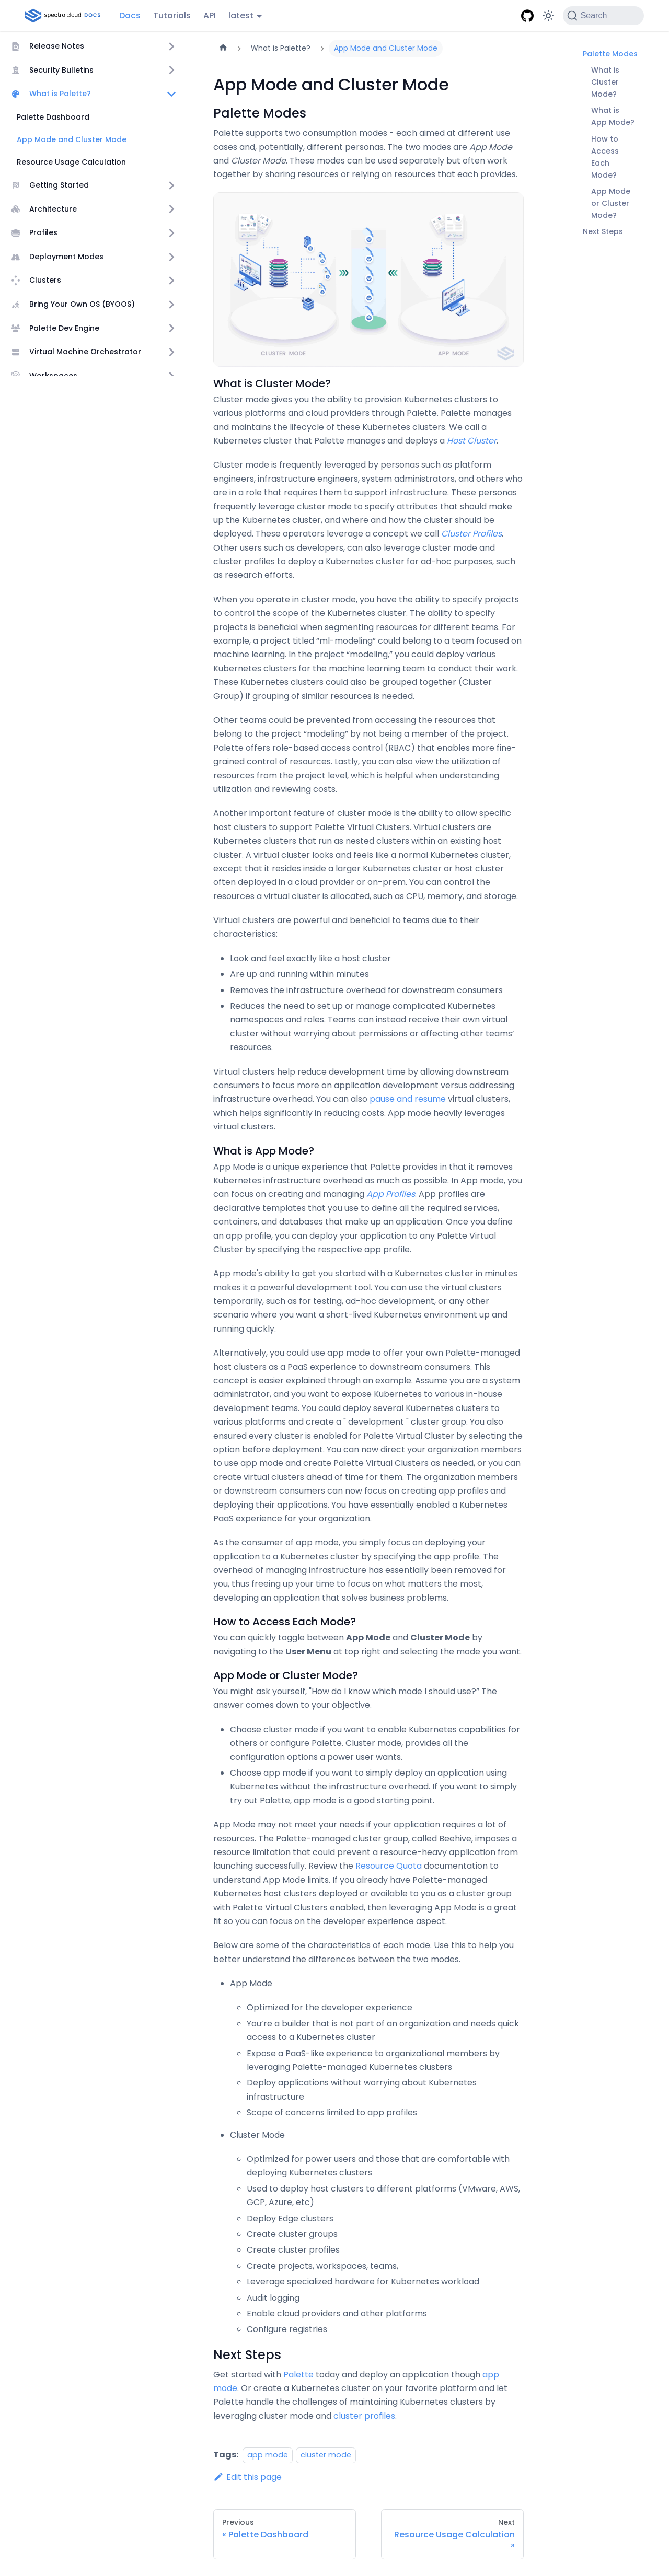 spectro cloud DOCS
Docs
Tutorials
API
latest
Search
Release Notes
Security Bulletins
What is Palette?
Palette Dashboard
App Mode and Cluster Mode
Resource Usage Calculation
Getting Started
Architecture
Profiles
Deployment Modes
Clusters
Bring Your Own OS (BYOOS)
Palette Dev Engine
Virtual Machine Orchestrator
Workspaces
What is Palette?
App Mode and Cluster Mode
App Mode and Cluster Mode
Palette Modes
Palette supports two consumption modes - each aimed at different use
cases and, potentially, different personas. The two modes are App Mode
and Cluster Mode. These modes can be used separately but often work
together by sharing resources or relying on resources that each provides.
CLUSTER MODE
APP MODE
What is Cluster Mode?
Cluster mode gives you the ability to provision Kubernetes clusters to
various platforms and cloud providers through Palette. Palette manages
and maintains the lifecycle of these Kubernetes clusters. We call a
Kubernetes cluster that Palette manages and deploys a Host Cluster.
Cluster mode is frequently leveraged by personas such as platform
engineers, infrastructure engineers, system administrators, and others who
are in a role that requires them to support infrastructure. These personas
frequently leverage cluster mode to specify attributes that should make
up the Kubernetes cluster, and where and how the cluster should be
deployed. These operators leverage a concept we call Cluster Profiles.
Other users such as developers, can also leverage cluster mode and
cluster profiles to deploy a Kubernetes cluster for ad-hoc purposes, such
as research efforts.
When you operate in cluster mode, you have the ability to specify projects
to control the scope of the Kubernetes cluster. The ability to specify
projects is beneficial when segmenting resources for different teams. For
example, a project titled “ml-modeling” could belong to a team focused on
machine learning. In the project “modeling,” you could deploy various
Kubernetes clusters for the machine learning team to conduct their work.
These Kubernetes clusters could also be grouped together (Cluster
Group) if grouping of similar resources is needed.
Other teams could be prevented from accessing the resources that
belong to the project “modeling” by not being a member of the project.
Palette offers role-based access control (RBAC) that enables more fine-
grained control of resources. Lastly, you can also view the utilization of
resources from the project level, which is helpful when understanding
utilization and reviewing costs.
Another important feature of cluster mode is the ability to allow specific
host clusters to support Palette Virtual Clusters. Virtual clusters are
Kubernetes clusters that run as nested clusters within an existing host
cluster. A virtual cluster looks and feels like a normal Kubernetes cluster,
except that it resides inside a larger Kubernetes cluster or host cluster
often deployed in a cloud provider or on-prem. You can control the
resources a virtual cluster is allocated, such as CPU, memory, and storage.
Virtual clusters are powerful and beneficial to teams due to their
characteristics:
Look and feel exactly like a host cluster
Are up and running within minutes
Removes the infrastructure overhead for downstream consumers
Reduces the need to set up or manage complicated Kubernetes
namespaces and roles. Teams can instead receive their own virtual
cluster without worrying about permissions or affecting other teams’
resources.
Virtual clusters help reduce development time by allowing downstream
consumers to focus more on application development versus addressing
infrastructure overhead. You can also pause and resume virtual clusters,
which helps significantly in reducing costs. App mode heavily leverages
virtual clusters.
What is App Mode?
App Mode is a unique experience that Palette provides in that it removes
Kubernetes infrastructure overhead as much as possible. In App mode, you
can focus on creating and managing App Profiles. App profiles are
declarative templates that you use to define all the required services,
containers, and databases that make up an application. Once you define
an app profile, you can deploy your application to any Palette Virtual
Cluster by specifying the respective app profile.
App mode's ability to get you started with a Kubernetes cluster in minutes
makes it a powerful development tool. You can use the virtual clusters
temporarily, such as for testing, ad-hoc development, or any other
scenario where you want a short-lived Kubernetes environment up and
running quickly.
Alternatively, you could use app mode to offer your own Palette-managed
host clusters as a PaaS experience to downstream consumers. This
concept is easier explained through an example. Assume you are a system
administrator, and you want to expose Kubernetes to various in-house
development teams. You could deploy several Kubernetes clusters to
various platforms and create a " development " cluster group. You also
ensured every cluster is enabled for Palette Virtual Cluster by selecting the
option before deployment. You can now direct your organization members
to use app mode and create Palette Virtual Clusters as needed, or you can
create virtual clusters ahead of time for them. The organization members
or downstream consumers can now focus on creating app profiles and
deploying their applications. You have essentially enabled a Kubernetes
PaaS experience for your organization.
As the consumer of app mode, you simply focus on deploying your
application to a Kubernetes cluster by specifying the app profile. The
overhead of managing infrastructure has essentially been removed for
you, thus freeing up your time to focus on what matters the most,
developing an application that solves business problems.
How to Access Each Mode?
You can quickly toggle between App Mode and Cluster Mode by
navigating to the User Menu at top right and selecting the mode you want.
App Mode or Cluster Mode?
You might ask yourself, "How do I know which mode I should use?” The
answer comes down to your objective.
Choose cluster mode if you want to enable Kubernetes capabilities for
others or configure Palette. Cluster mode, provides all the
configuration options a power user wants.
Choose app mode if you want to simply deploy an application using
Kubernetes without the infrastructure overhead. If you want to simply
try out Palette, app mode is a good starting point.
App Mode may not meet your needs if your application requires a lot of
resources. The Palette-managed cluster group, called Beehive, imposes a
resource limitation that could prevent a resource-heavy application from
launching successfully. Review the Resource Quota documentation to
understand App Mode limits. If you already have Palette-managed
Kubernetes host clusters deployed or available to you as a cluster group
with Palette Virtual Clusters enabled, then leveraging App Mode is a great
fit so you can focus on the developer experience aspect.
Below are some of the characteristics of each mode. Use this to help you
better understand the differences between the two modes.
App Mode
Optimized for the developer experience
You’re a builder that is not part of an organization and needs quick
access to a Kubernetes cluster
Expose a PaaS-like experience to organizational members by
leveraging Palette-managed Kubernetes clusters
Deploy applications without worrying about Kubernetes
infrastructure
Scope of concerns limited to app profiles
Cluster Mode
Optimized for power users and those that are comfortable with
deploying Kubernetes clusters
Used to deploy host clusters to different platforms (VMware, AWS,
GCP, Azure, etc)
Deploy Edge clusters
Create cluster groups
Create cluster profiles
Create projects, workspaces, teams,
Leverage specialized hardware for Kubernetes workload
Audit logging
Enable cloud providers and other platforms
Configure registries
Next Steps
Get started with Palette today and deploy an application though app
mode. Or create a Kubernetes cluster on your favorite platform and let
Palette handle the challenges of maintaining Kubernetes clusters by
leveraging cluster mode and cluster profiles.
Tags: app mode cluster mode
Edit this page
Previous
« Palette Dashboard
Next
Resource Usage Calculation
»
Palette Modes
What is
Cluster
Mode?
What is
App Mode?
How to
Access
Each
Mode?
App Mode
or Cluster
Mode?
Next Steps